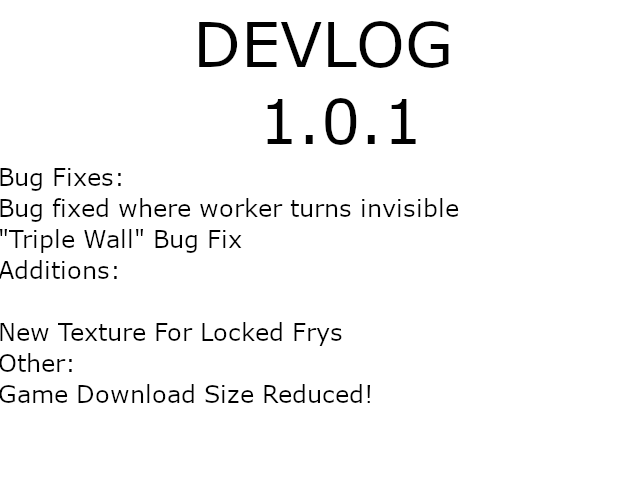 DEVLOG
1.0.1
Bug Fixes:
Bug fixed where worker turns invisible
"Triple Wall" Bug Fix
Additions:
New Texture For Locked Frys
Other:
Game Download Size Reduced!